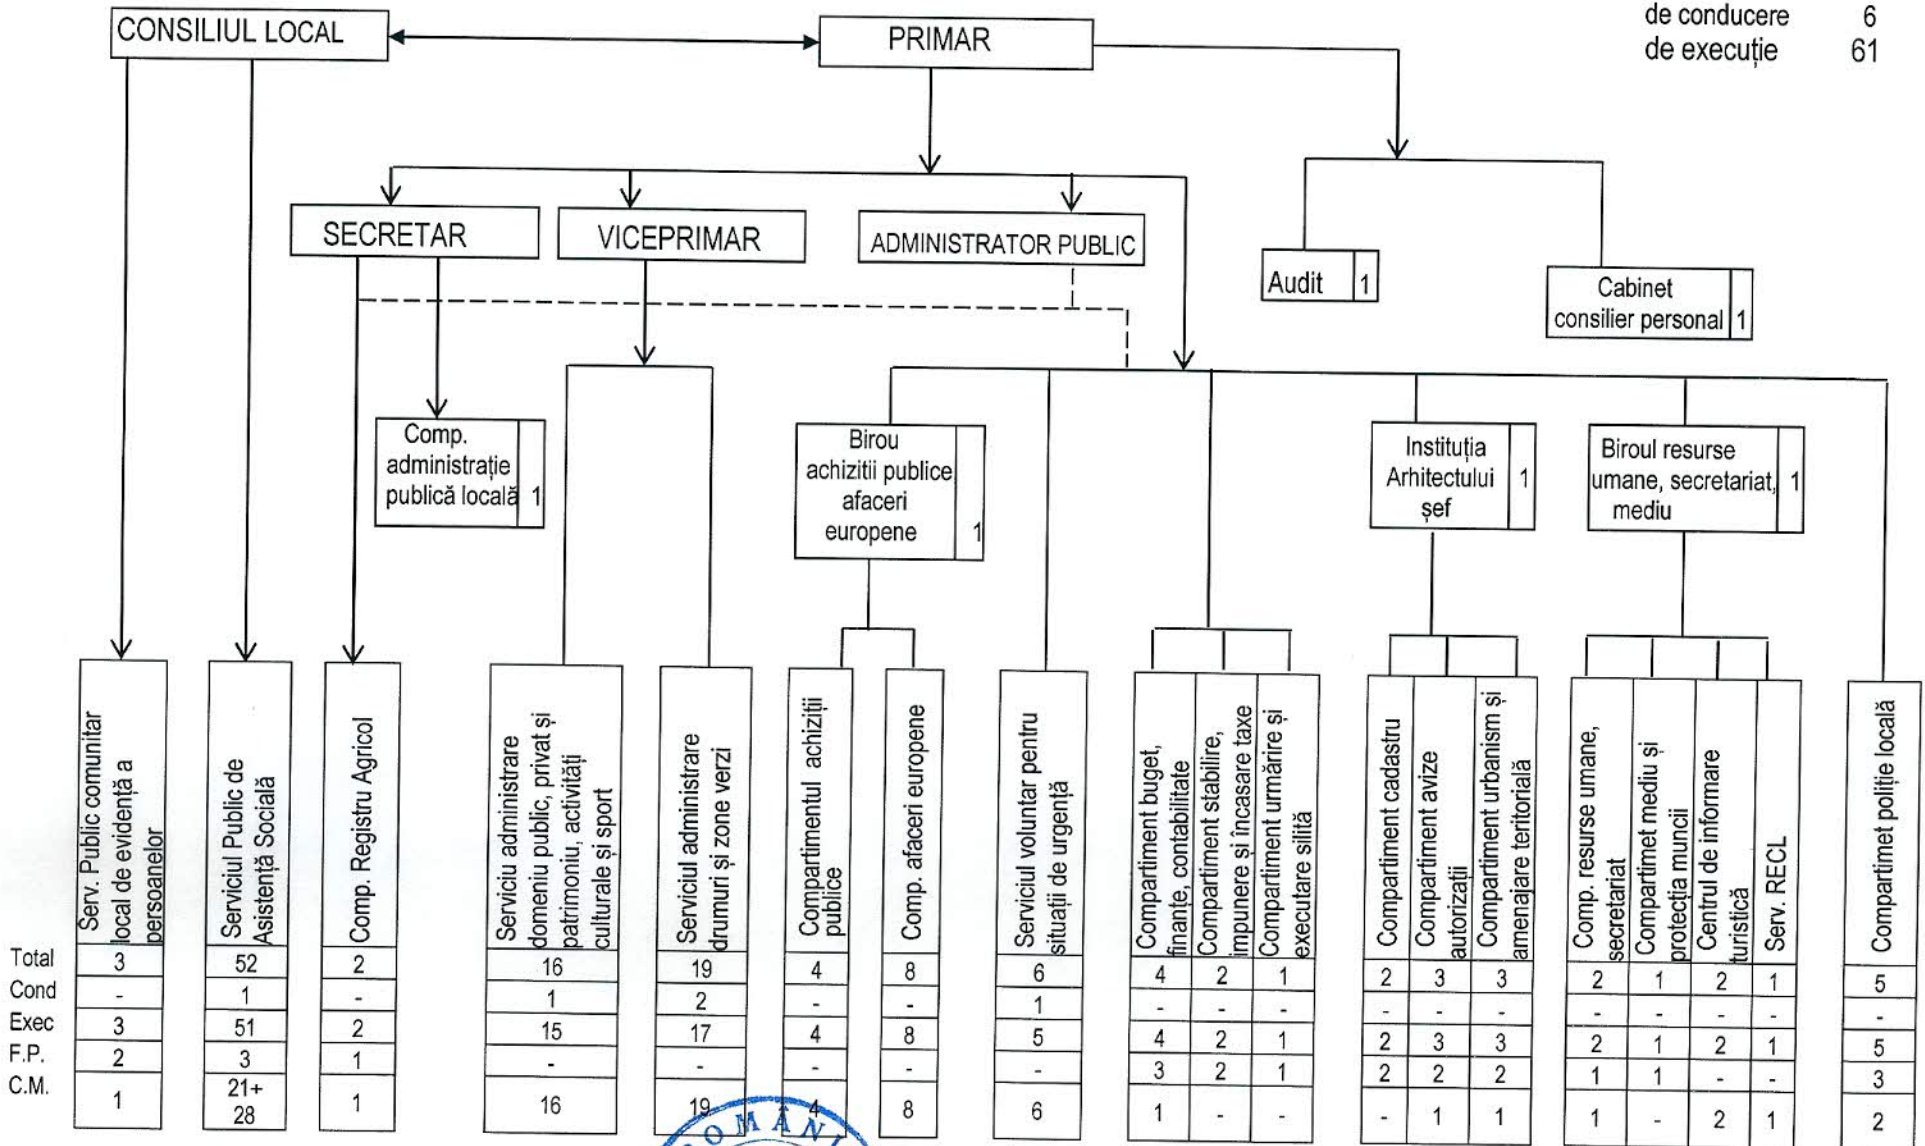 de conducere 6
de execuție 61
CONSILIUL LOCAL
PRIMAR
SECRETAR
VICEPRIMAR
ADMINISTRATOR PUBLIC
Audit 1
Cabinet
consilier personal 1
Comp.
administrație
publică locală 1
Birou
achizitii publice
afaceri
europene 1
Instituția
Arhitectului 1
șef
Biroul resurse
umane, secretariat, 1
mediu
Serv. Public comunitar
local de evidență a
persoanelor
Serviciul Public de
Asistență Socială
Comp. Registru Agricol
Serviciu administrare
domeniu public, privat și
patrimoniu, activități
culturale și sport
Serviciul administrare
drumuri și zone verzi
Compartimentul achiziții
publice
Comp. afaceri europene
Serviciul voluntar pentru
situații de urgență
Compartiment buget,
finanțe, contabilitate
Compartiment stabilire,
impunere si încasare taxe
Compartiment urmărire și
executare silită
Compartiment cadastru
Compartiment avize
autorizații
Compartiment urbanism și
amenajare teritorială
Comp. resurse umane,
secretariat
Compartimet mediu și
protecția muncii
Centrul de informare
turistică
Serv. RECL
Compartimet poliție locală
Total 3 52 2 16 19 4 8 6 4 2 1 2 3 3 2 1 2 1 5
Cond - 1 - 1 2 - - 1 - - - - - - - - - - -
Exec 3 51 2 15 17 4 8 5 4 2 1 2 3 3 2 1 2 1 5
F.P. 2 3 1 - - - - - 3 2 1 2 2 2 1 1 - - 3
C.M. 1 21+ 1 16 19 4 8 6 1 - - - 1 1 1 - 2 1 2
28
ROMÂNI